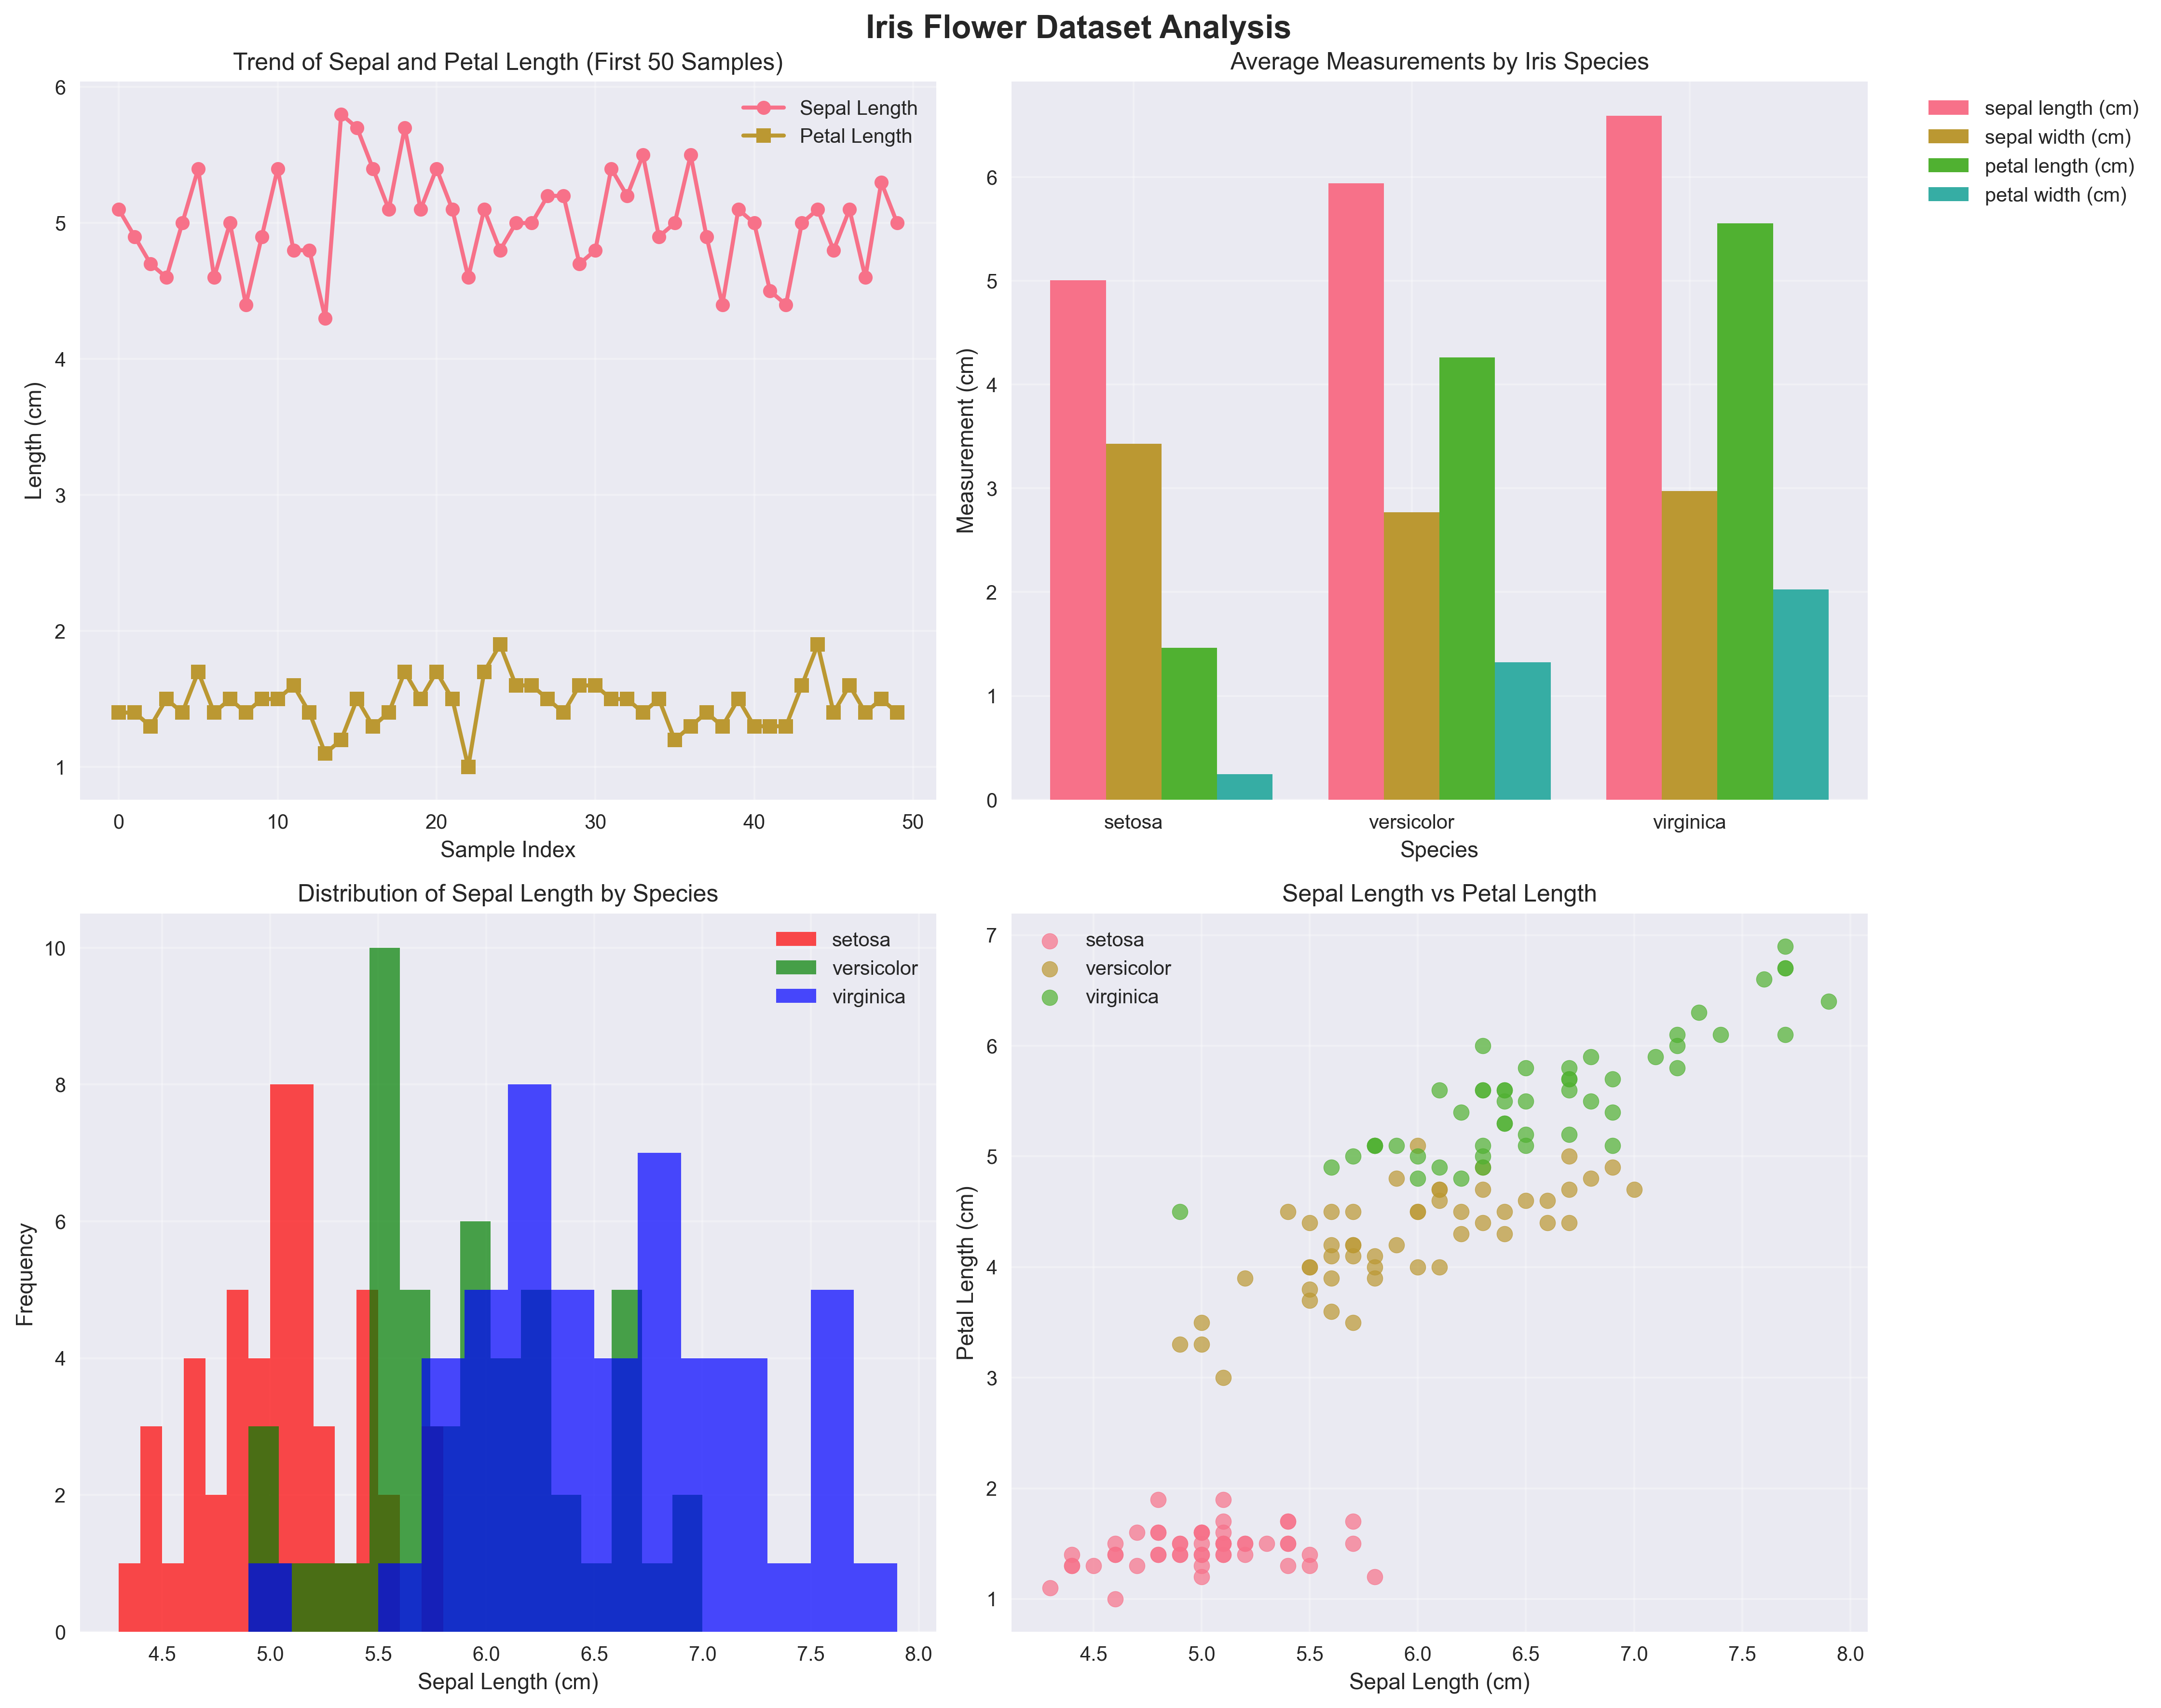 Iris Flower Dataset Analysis
Trend of Sepal and Petal Length (First 50 Samples)
6
5
4
3
2
1
Length (cm)
Sepal Length
Petal Length
0
10
20
30
40
50
Sample Index
Average Measurements by Iris Species
6
5
4
3
2
1
0
Measurement (cm)
setosa
versicolor
virginica
Species
sepal length (cm)
sepal width (cm)
petal length (cm)
petal width (cm)
Distribution of Sepal Length by Species
10
8
6
4
2
0
Frequency
setosa
versicolor
virginica
4.5
5.0
5.5
6.0
6.5
7.0
7.5
8.0
Sepal Length (cm)
Sepal Length vs Petal Length
7
6
5
4
3
2
1
Petal Length (cm)
setosa
versicolor
virginica
4.5
5.0
5.5
6.0
6.5
7.0
7.5
8.0
Sepal Length (cm)